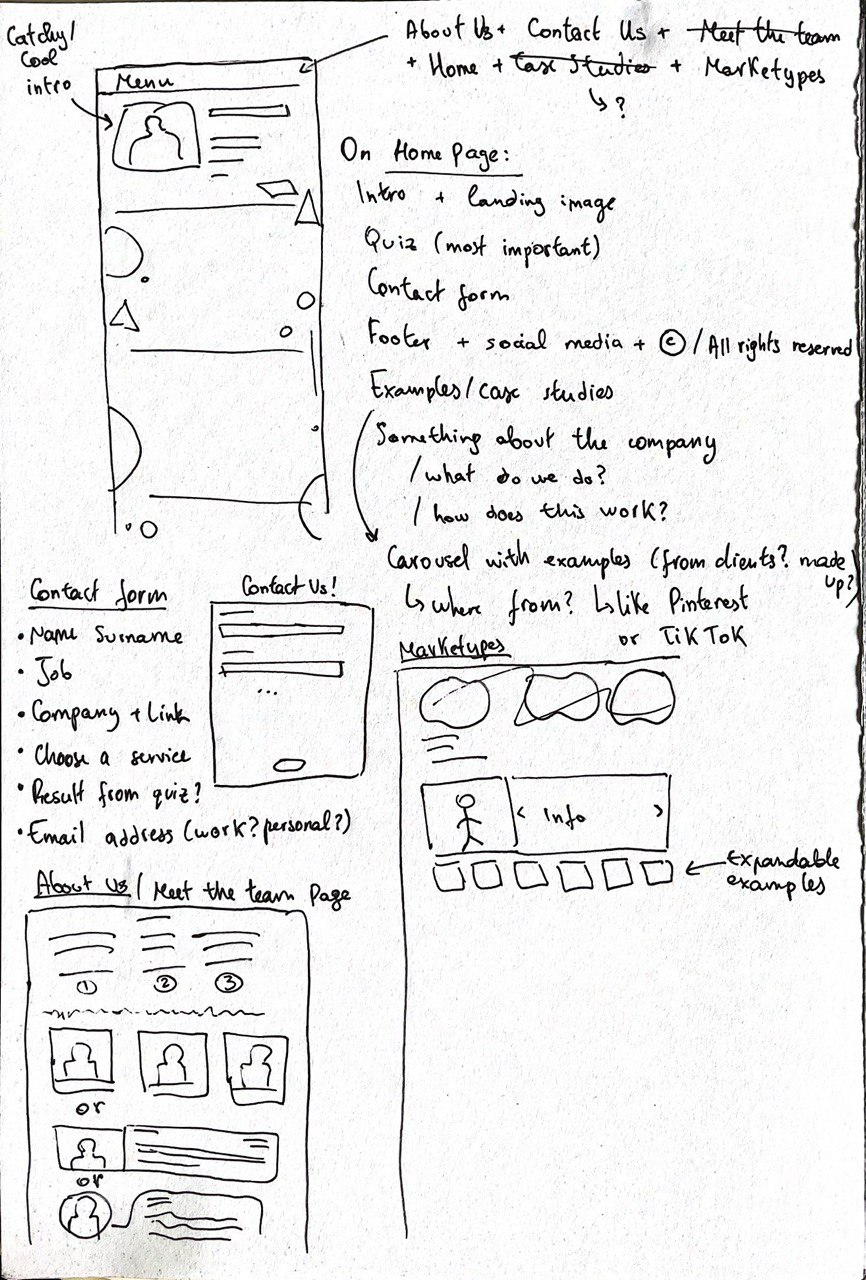 Catchy/
Cool
intro
About Us + Contact Us + Meet the team
+ Home + Case Studies + Marketypes
↳ ?
Menu
On Home Page:
Intro + landing image
Quiz (most important)
Contact form
Footer + social media + © / All rights reserved
Examples/case studies
Something about the company
/what do we do?
/ how does this work?
Carousel with examples (from clients? made up?)
↳ where from? ↳ like Pinterest
or TikTok
Contact form
• Name Surname
• Job
• Company + Link
• Choose a service
• Result from quiz?
• Email address (work? personal?)
Contact Us!
...
Marketypes
< Info >
Expandable
examples
About Us / Meet the team Page
① ② ③
or
or